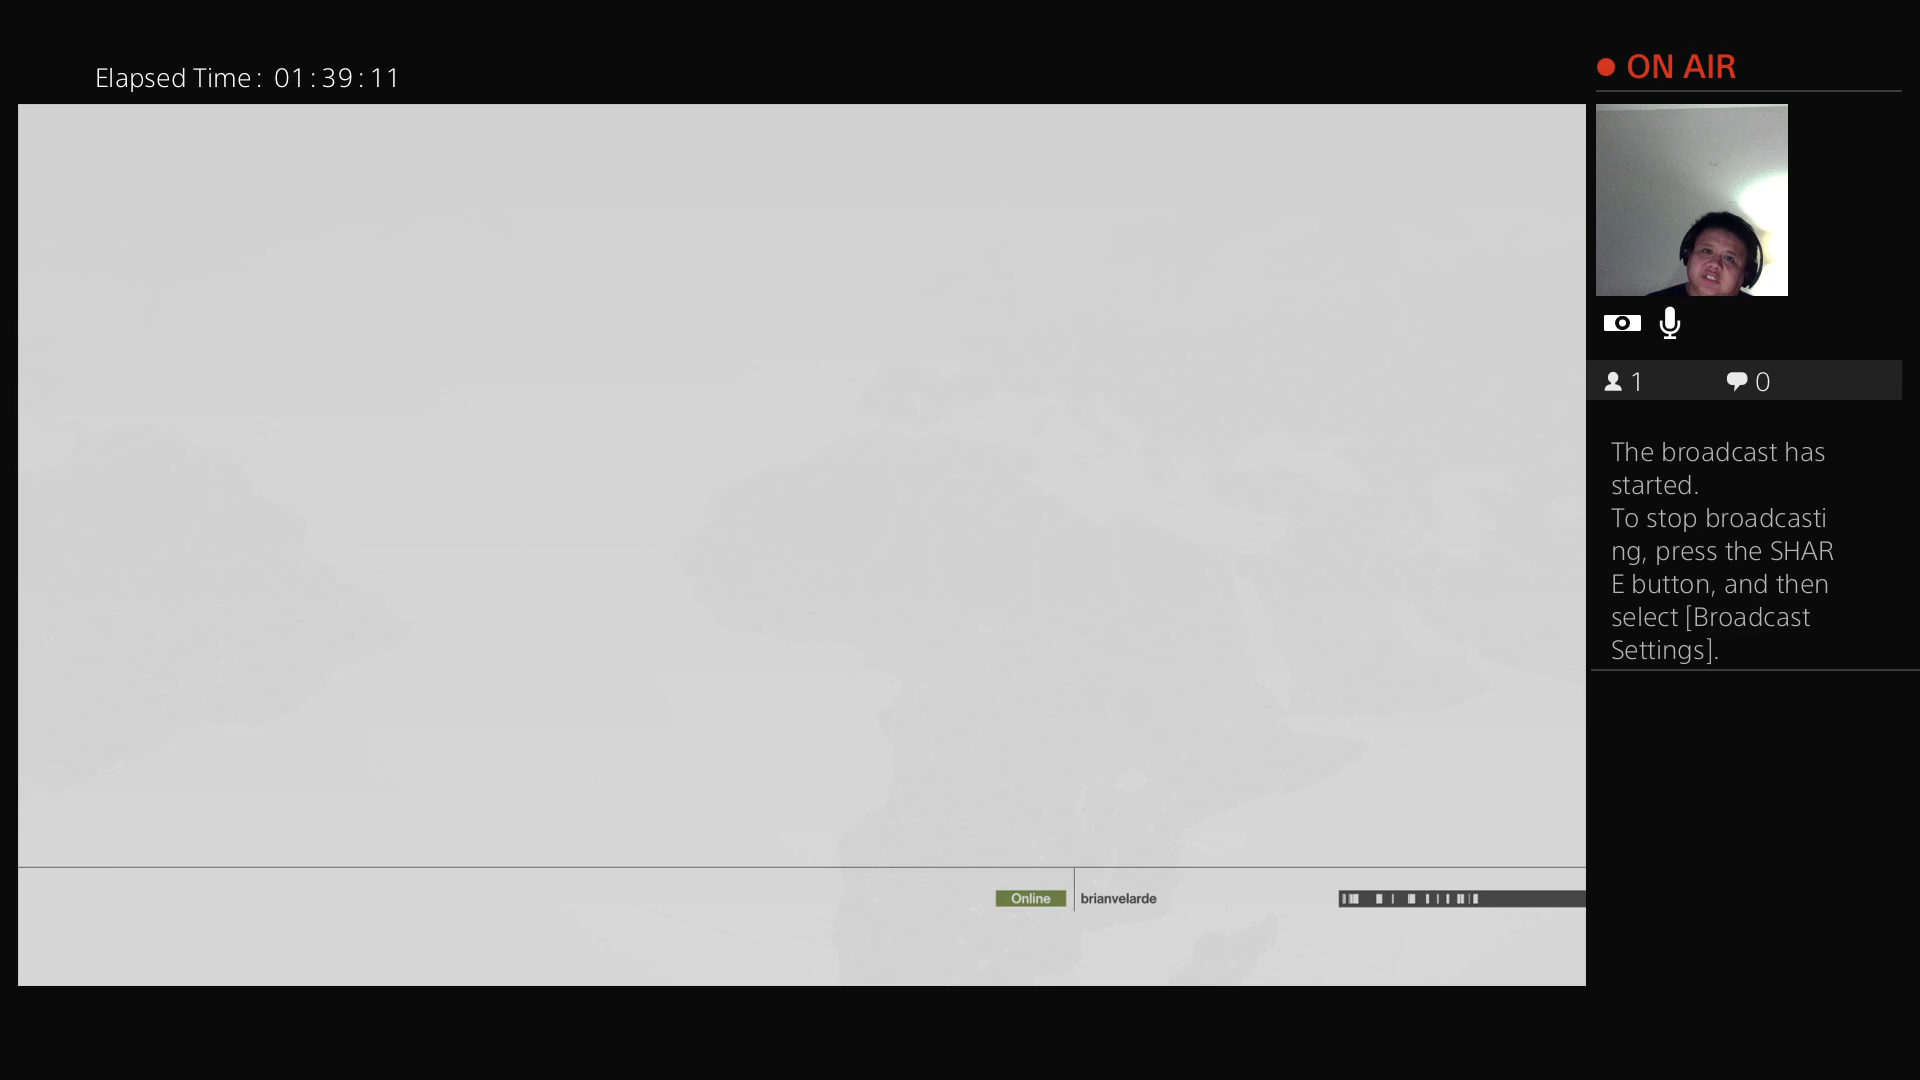 Elapsed Time: 01:39:11
ON AIR
1
0
The broadcast has
started.
To stop broadcasti
ng, press the SHAR
E button, and then
select [Broadcast
Settings].
Online
brianvelarde